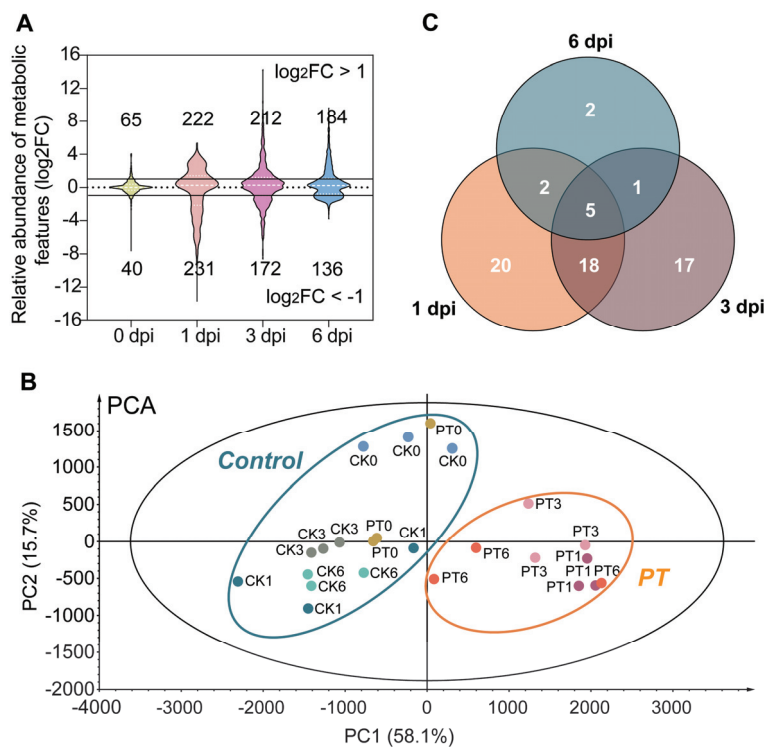 A
Relative abundance of metabolic
features (log2FC)
16
12
8
4
0
-4
-8
-12
-16
log₂FC > 1
65
222
212
184
40
231
172
136
log₂FC < -1
0 dpi
1 dpi
3 dpi
6 dpi
C
6 dpi
2
2
1
5
20
18
17
1 dpi
3 dpi
B
PCA
PC2 (15.7%)
1500
1000
500
0
-500
-1000
-1500
-2000
Control
CK0
CK0
PT0
CK0
CK3
CK3
PT0
PT0
CK1
CK6
CK6
CK6
CK1
CK1
PT3
PT3
PT6
PT3
PT1
PT6
PT1
PT1
PT6
PT
-4000
-3000
-2000
-1000
0
1000
2000
3000
PC1 (58.1%)